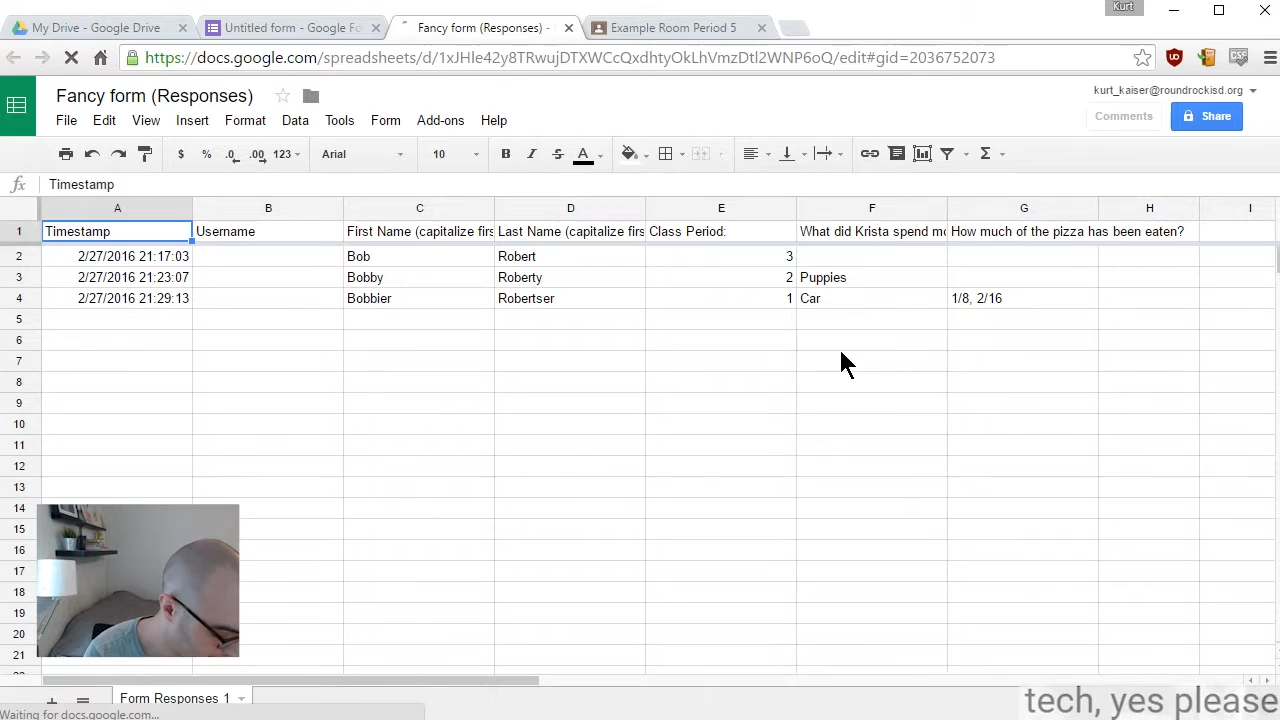 Kurt
My Drive - Google Drive
Untitled form - Google Fo
Fancy form (Responses) -
Example Room Period 5
https://docs.google.com/spreadsheets/d/1xJHIe42y8TRwujDTXWCcQxdhtyOkLhVmzDtl2WNP6oQ/edit#gid=2036752073
Fancy form (Responses)
kurt_kaiser@roundrockisd.org
File Edit View Insert Format Data Tools Form Add-ons Help
Comments Share
$ % .0 .00 123 Arial 10 B I S A Σ
fx Timestamp
A B C D E F G H I
1 Timestamp Username First Name (capitalize firs Last Name (capitalize firs Class Period: What did Krista spend mo How much of the pizza has been eaten?
2 2/27/2016 21:17:03 Bob Robert 3
3 2/27/2016 21:23:07 Bobby Roberty 2 Puppies
4 2/27/2016 21:29:13 Bobbier Robertser 1 Car 1/8, 2/16
5
6
7
8
9
10
11
12
13
14
15
16
17
18
19
20
21
Form Responses 1
Waiting for docs.google.com...
tech, yes please